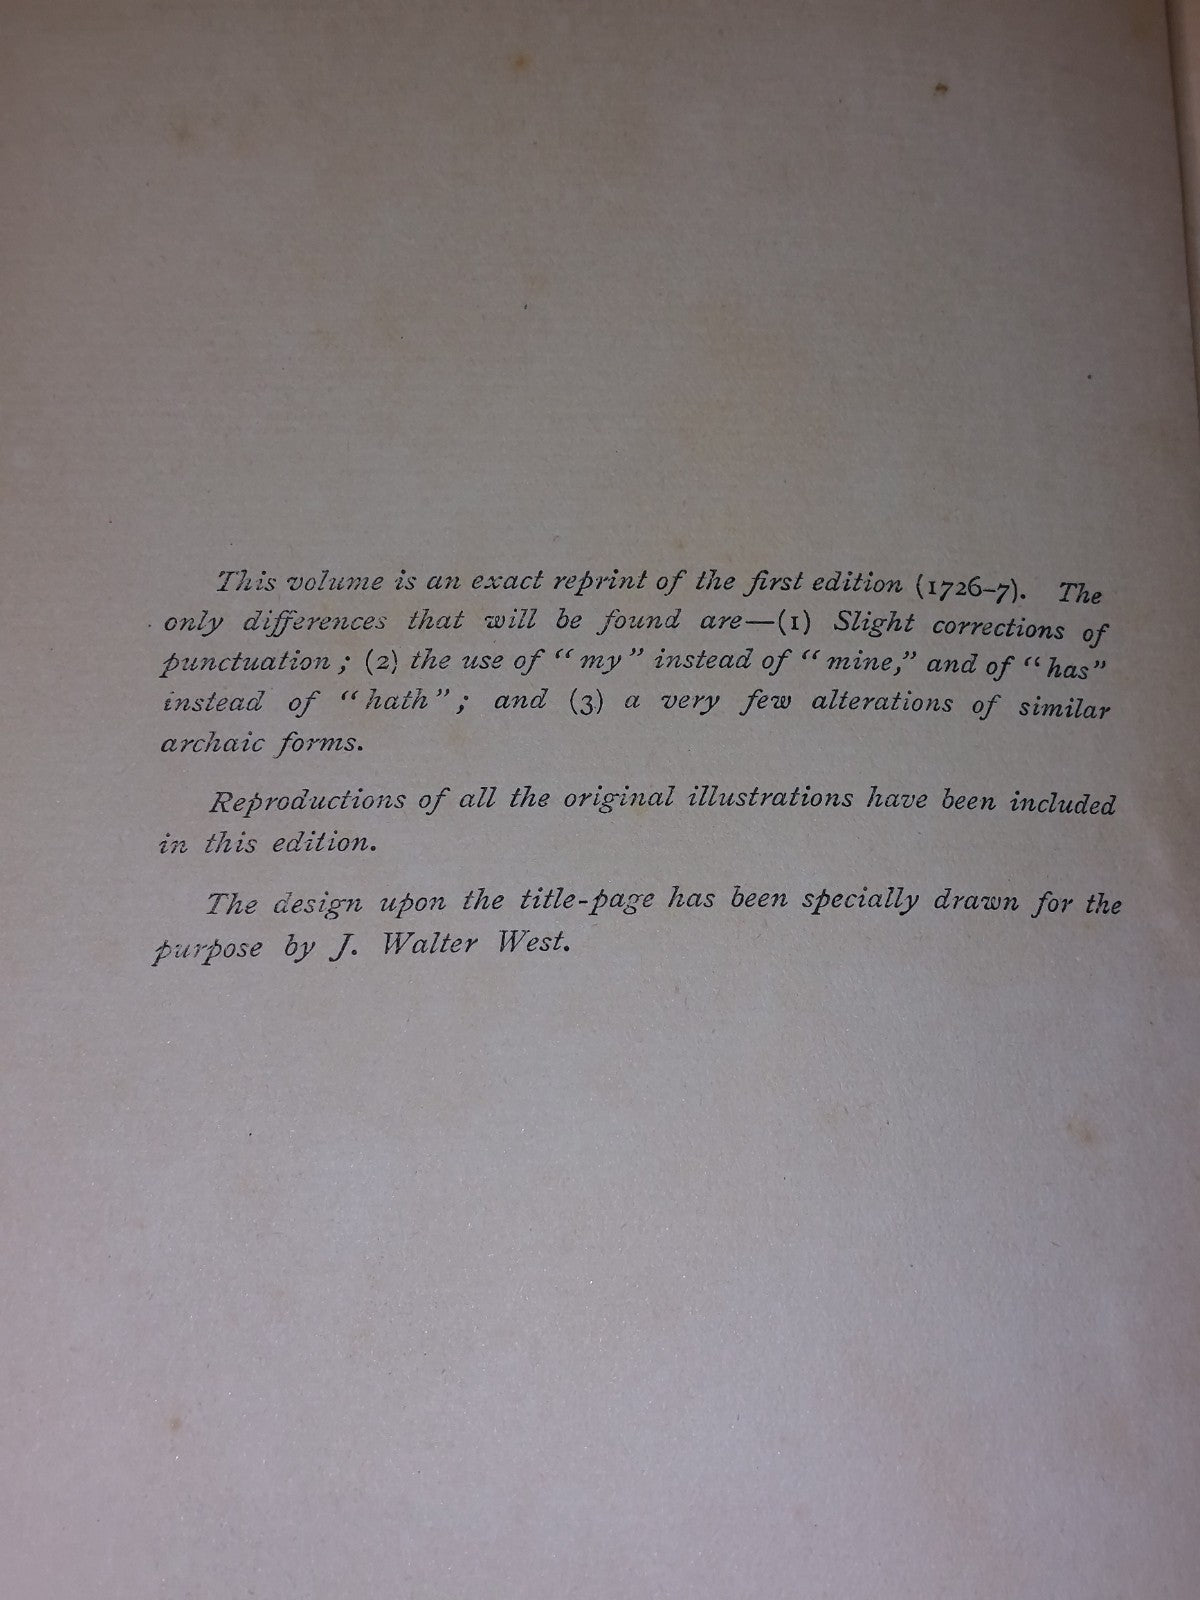 This volume is an exact reprint of the first edition (1726-7). The
only differences that will be found are—(1) Slight corrections of
punctuation; (2) the use of “my” instead of “mine,” and of “has”
instead of “hath”; and (3) a very few alterations of similar
archaic forms.
Reproductions of all the original illustrations have been included
in this edition.
The design upon the title-page has been specially drawn for the
purpose by J. Walter West.